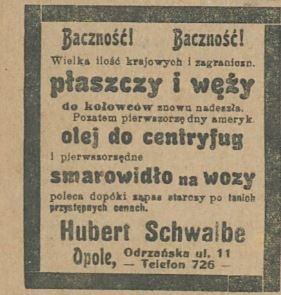 Baczność! Baczność!
Wielka ilość krajowych i zagraniczn.
płaszczy i węży
do kołowców znowu nadeszła.
Pozatem pierwszorzędny ameryk.
olej do centryfug
i pierwszorzędne
smarowidło na wozy
poleca dopóki zapas starczy po tanich
przystępnych cenach.
Hubert Schwalbe
Opole, Odrzańska ul. 11
— Telefon 726 —